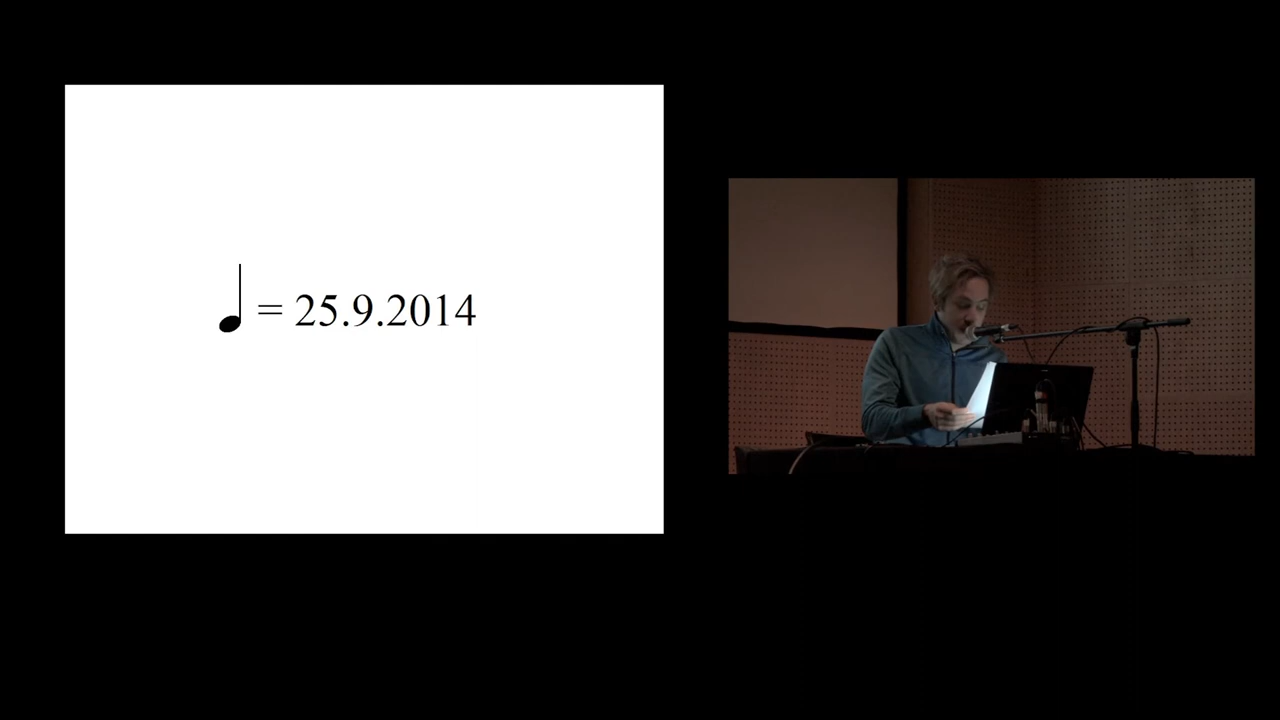 ♩ = 25.9.2014